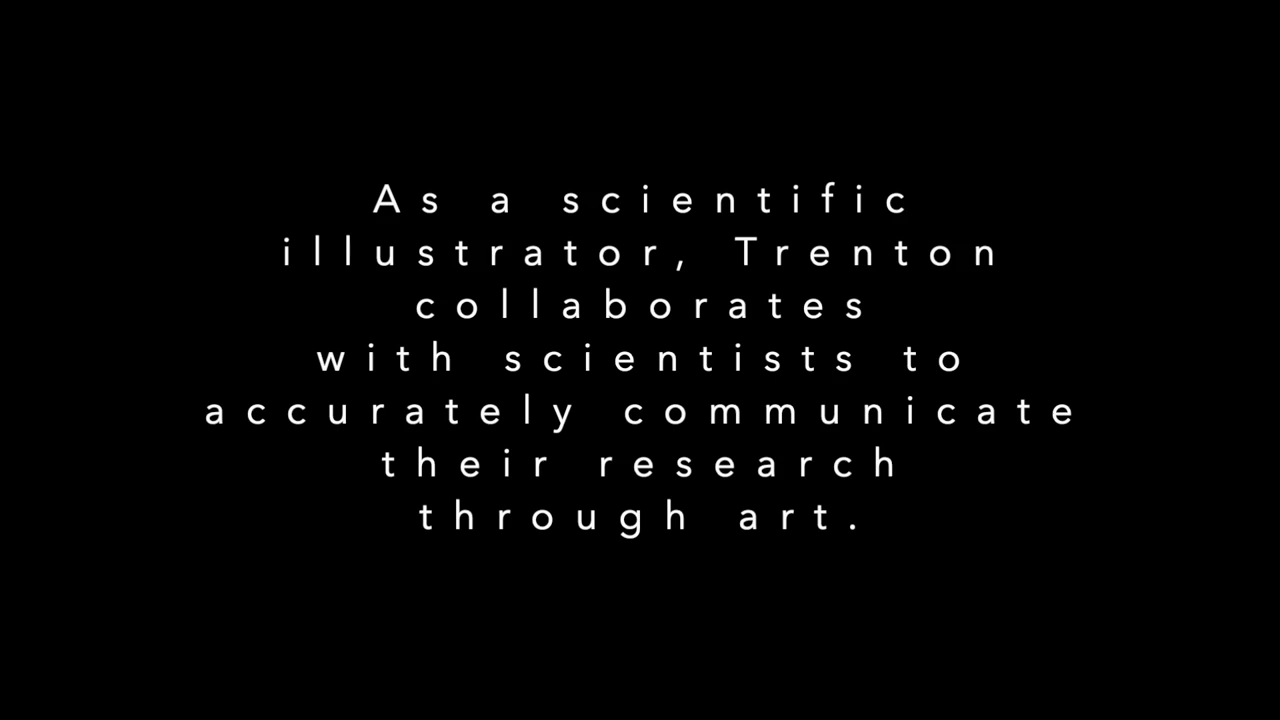 As a scientific
illustrator, Trenton
collaborates
with scientists to
accurately communicate
their research
through art.